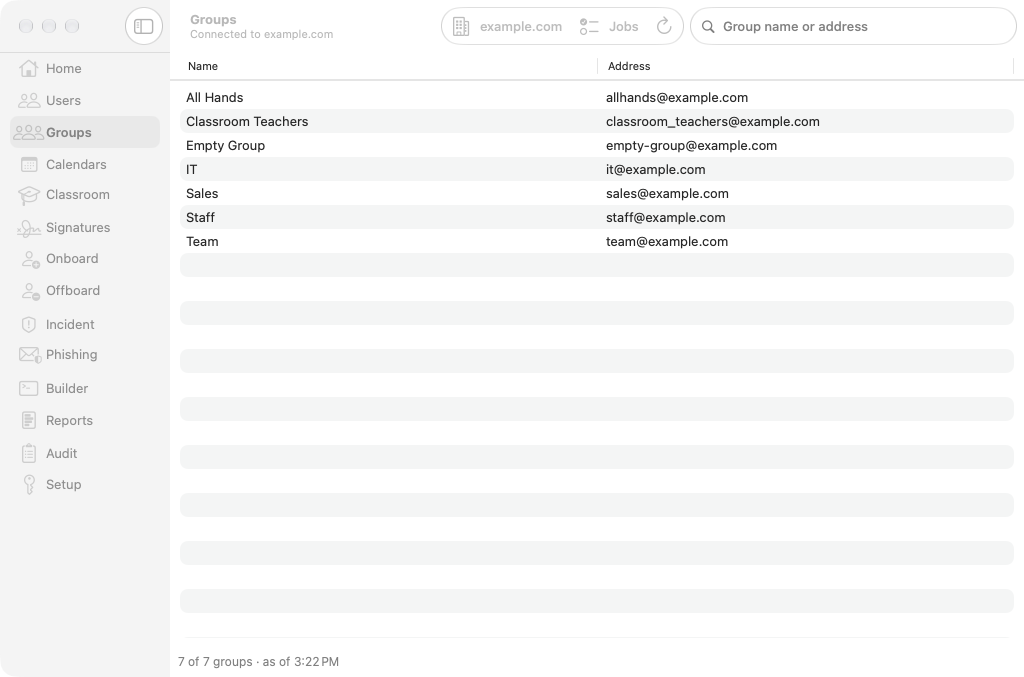 Groups
Connected to example.com
example.com
Jobs
Group name or address
Home
Users
Groups
Calendars
Classroom
Signatures
Onboard
Offboard
Incident
Phishing
Builder
Reports
Audit
Setup
Name Address
All Hands allhands@example.com
Classroom Teachers classroom_teachers@example.com
Empty Group empty-group@example.com
IT it@example.com
Sales sales@example.com
Staff staff@example.com
Team team@example.com
7 of 7 groups · as of 3:22 PM